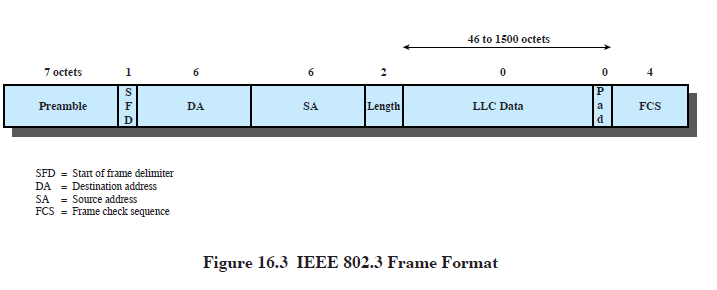 46 to 1500 octets
7 octets 1 6 6 2 0 0 4
Preamble SFD DA SA Length LLC Data Pad FCS
SFD = Start of frame delimiter
DA = Destination address
SA = Source address
FCS = Frame check sequence
Figure 16.3 IEEE 802.3 Frame Format